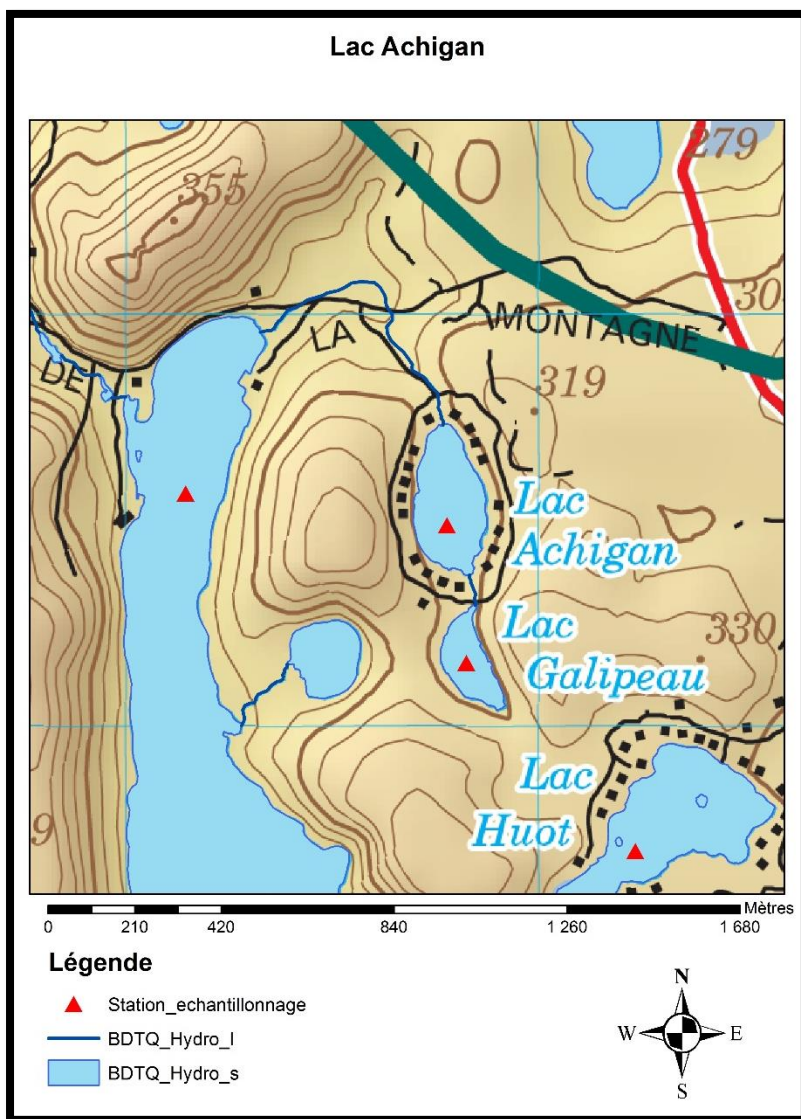 Lac Achigan
279
355
30
LA
MONTAGNE
DE
319
Lac
Achigan
Lac
Galipeau
330
Lac
Huot
9
Mètres
0 210 420 840 1 260 1 680
Légende
Station_echantillonnage
BDTQ_Hydro_l
BDTQ_Hydro_s
N
W E
S